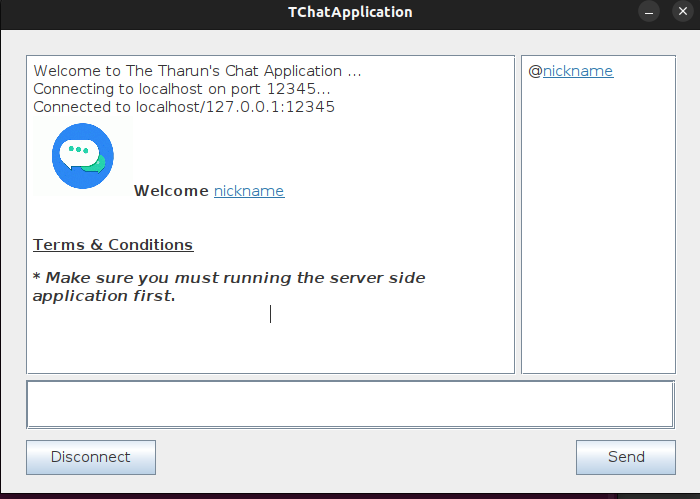 TChatApplication
Welcome to The Tharun's Chat Application ...
Connecting to localhost on port 12345...
Connected to localhost/127.0.0.1:12345
Welcome nickname
Terms & Conditions
* Make sure you must running the server side
application first.
@nickname
Disconnect
Send